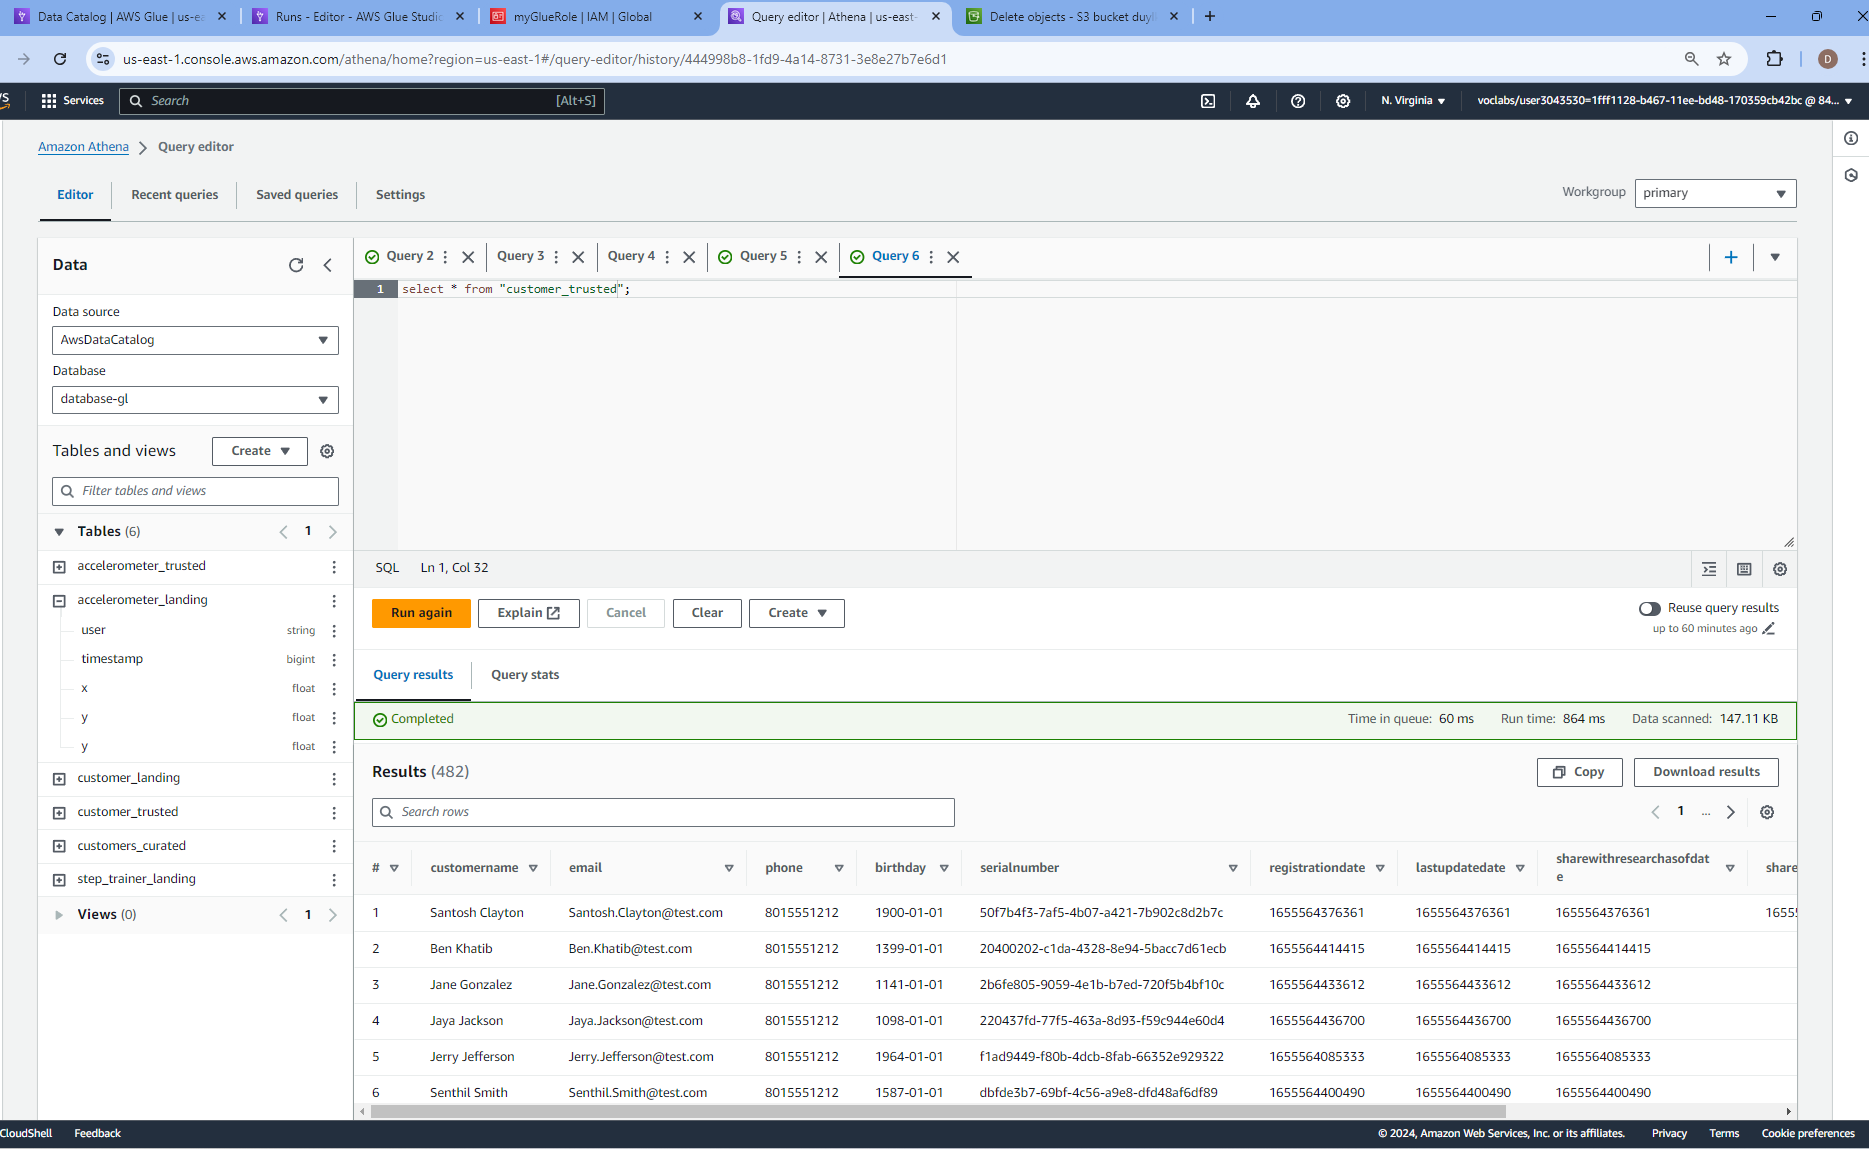 Data Catalog | AWS Glue | us-ea
Runs - Editor - AWS Glue Studio
myGlueRole | IAM | Global
Query editor | Athena | us-east-
Delete objects - S3 bucket duyl
us-east-1.console.aws.amazon.com/athena/home?region=us-east-1#/query-editor/history/444998b8-1fd9-4a14-8731-3e8e27b7e6d1
D
Services
Search
[Alt+S]
N. Virginia
voclabs/user3043530=1fff1128-b467-11ee-bd48-170359cb42bc @ 84...
Amazon Athena
Query editor
Editor
Recent queries
Saved queries
Settings
Workgroup
primary
Data
Query 2
Query 3
Query 4
Query 5
Query 6
1 select * from "customer_trusted";
Data source
AwsDataCatalog
Database
database-gl
Tables and views
Create
Filter tables and views
Tables (6)
1
accelerometer_trusted
accelerometer_landing
user string
timestamp bigint
x float
y float
y float
customer_landing
customer_trusted
customers_curated
step_trainer_landing
Views (0)
1
SQL Ln 1, Col 32
Run again
Explain
Cancel
Clear
Create
Reuse query results
up to 60 minutes ago
Query results
Query stats
Completed
Time in queue: 60 ms
Run time: 864 ms
Data scanned: 147.11 KB
Results (482)
Copy
Download results
Search rows
1 ...
# customername email phone birthday serialnumber registrationdate lastupdatedate sharewithresearchasofdate share
1 Santosh Clayton Santosh.Clayton@test.com 8015551212 1900-01-01 50f7b4f3-7af5-4b07-a421-7b902c8d2b7c 1655564376361 1655564376361 1655564376361 1655
2 Ben Khatib Ben.Khatib@test.com 8015551212 1399-01-01 20400202-c1da-4328-8e94-5bacc7d61ecb 1655564414415 1655564414415 1655564414415
3 Jane Gonzalez Jane.Gonzalez@test.com 8015551212 1141-01-01 2b6fe805-9059-4e1b-b7ed-720f5b4bf10c 1655564433612 1655564433612 1655564433612
4 Jaya Jackson Jaya.Jackson@test.com 8015551212 1098-01-01 220437fd-77f5-463a-8d93-f59c944e60d4 1655564436700 1655564436700 1655564436700
5 Jerry Jefferson Jerry.Jefferson@test.com 8015551212 1964-01-01 f1ad9449-f80b-4dcb-8fab-66352e929322 1655564085333 1655564085333 1655564085333
6 Senthil Smith Senthil.Smith@test.com 8015551212 1587-01-01 dbfde3b7-69bf-4c56-a9e8-dfd48af6df89 1655564400490 1655564400490 1655564400490
CloudShell
Feedback
© 2024, Amazon Web Services, Inc. or its affiliates.
Privacy
Terms
Cookie preferences